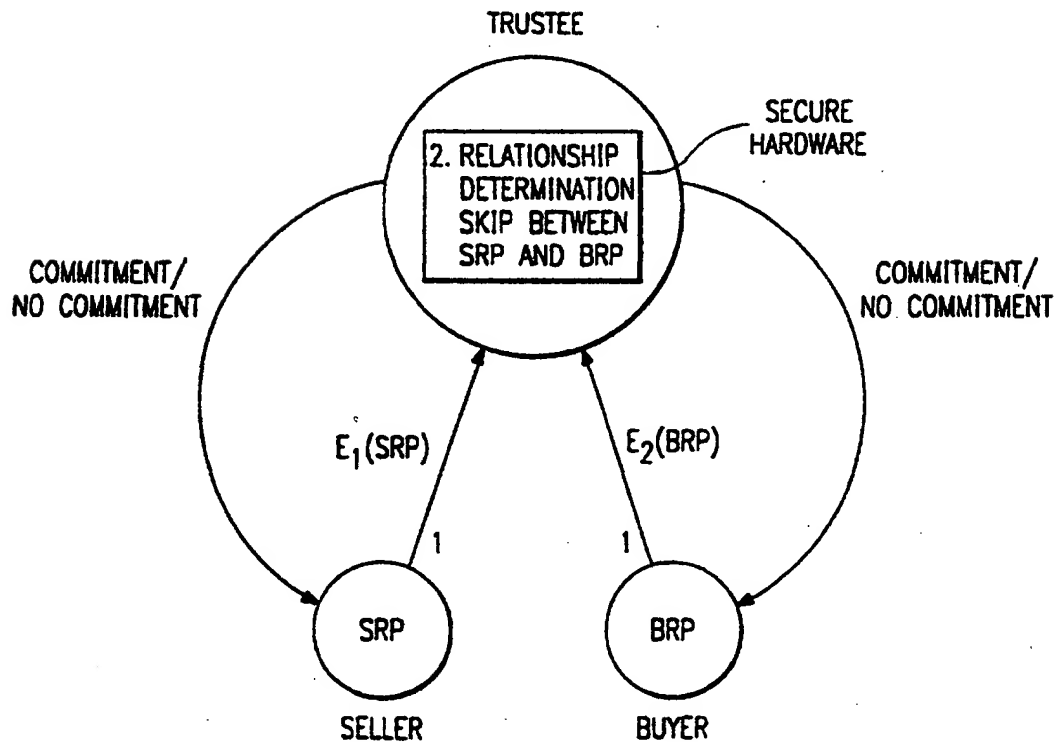 TRUSTEE
SECURE
HARDWARE
2. RELATIONSHIP
DETERMINATION
SKIP BETWEEN
SRP AND BRP
COMMITMENT/
NO COMMITMENT
COMMITMENT/
NO COMMITMENT
E1(SRP)
E2(BRP)
1
1
SRP
BRP
SELLER
BUYER